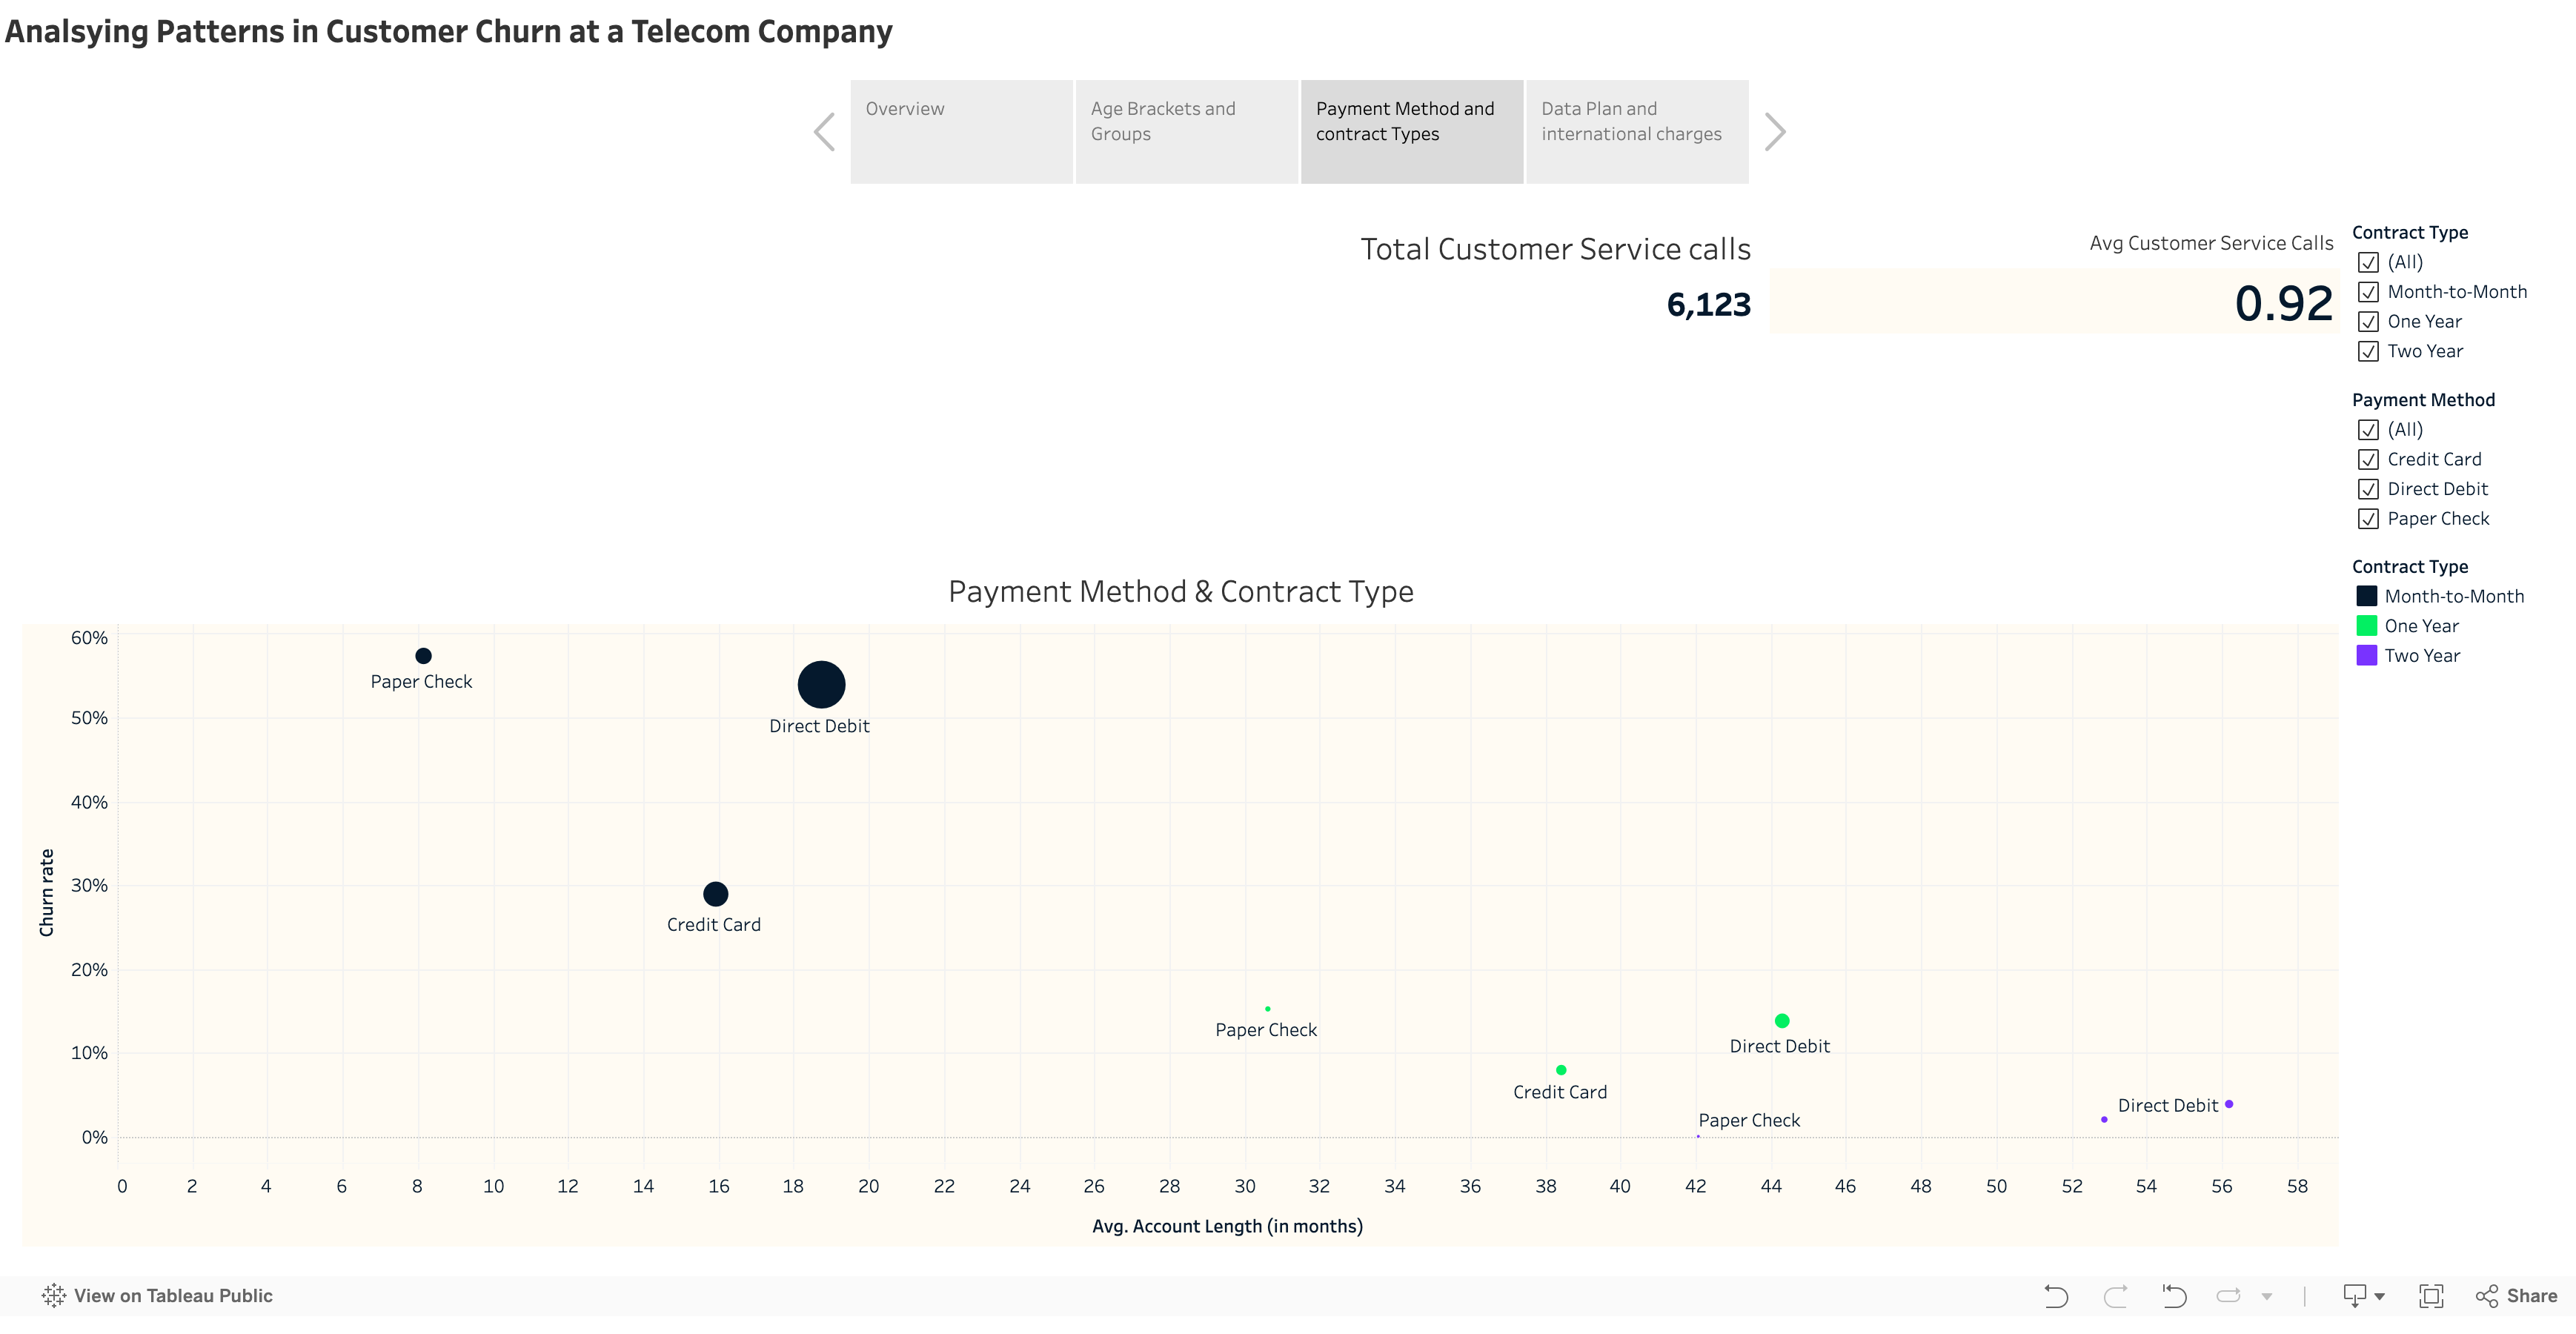 Analsying Patterns in Customer Churn at a Telecom Company
Overview
Age Brackets and
Groups
Payment Method and
contract Types
Data Plan and
international charges
Total Customer Service calls
6,123
Avg Customer Service Calls
0.92
Contract Type
(All)
Month-to-Month
One Year
Two Year
Payment Method
(All)
Credit Card
Direct Debit
Paper Check
Contract Type
Month-to-Month
One Year
Two Year
Payment Method & Contract Type
Churn rate
60%
50%
40%
30%
20%
10%
0%
Paper Check
Direct Debit
Credit Card
Paper Check
Direct Debit
Credit Card
Paper Check
Direct Debit
0 2 4 6 8 10 12 14 16 18 20 22 24 26 28 30 32 34 36 38 40 42 44 46 48 50 52 54 56 58
Avg. Account Length (in months)
View on Tableau Public
Share